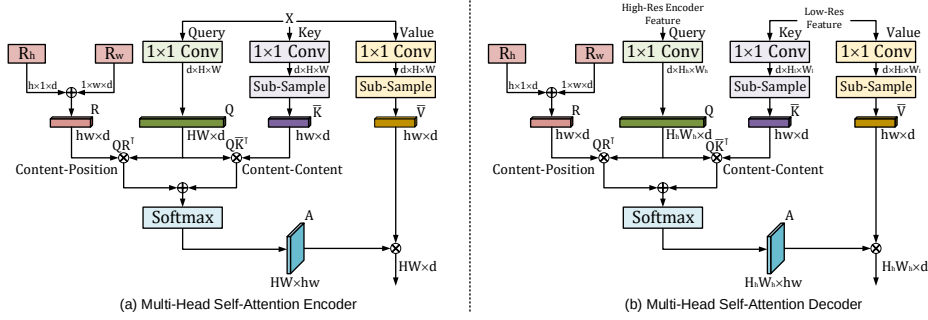 X
Query
Key
Value
Rh
Rw
1×1 Conv
1×1 Conv
1×1 Conv
h×1×d
1×w×d
d×H×W
d×H×W
d×H×W
Sub-Sample
Sub-Sample
R
Q
K̅
V̅
hw×d
HW×d
hw×d
hw×d
QRᵀ
QK̅ᵀ
Content-Position
Content-Content
Softmax
A
HW×hw
HW×d
(a) Multi-Head Self-Attention Encoder
High-Res Encoder
Feature
Low-Res
Feature
Query
Key
Value
Rh
Rw
1×1 Conv
1×1 Conv
1×1 Conv
h×1×d
1×w×d
d×Hₕ×Wₕ
d×Hₗ×Wₗ
d×Hₗ×Wₗ
Sub-Sample
Sub-Sample
R
Q
K̅
V̅
hw×d
HₕWₕ×d
hw×d
hw×d
QRᵀ
QK̅ᵀ
Content-Position
Content-Content
Softmax
A
HₕWₕ×hw
HₕWₕ×d
(b) Multi-Head Self-Attention Decoder